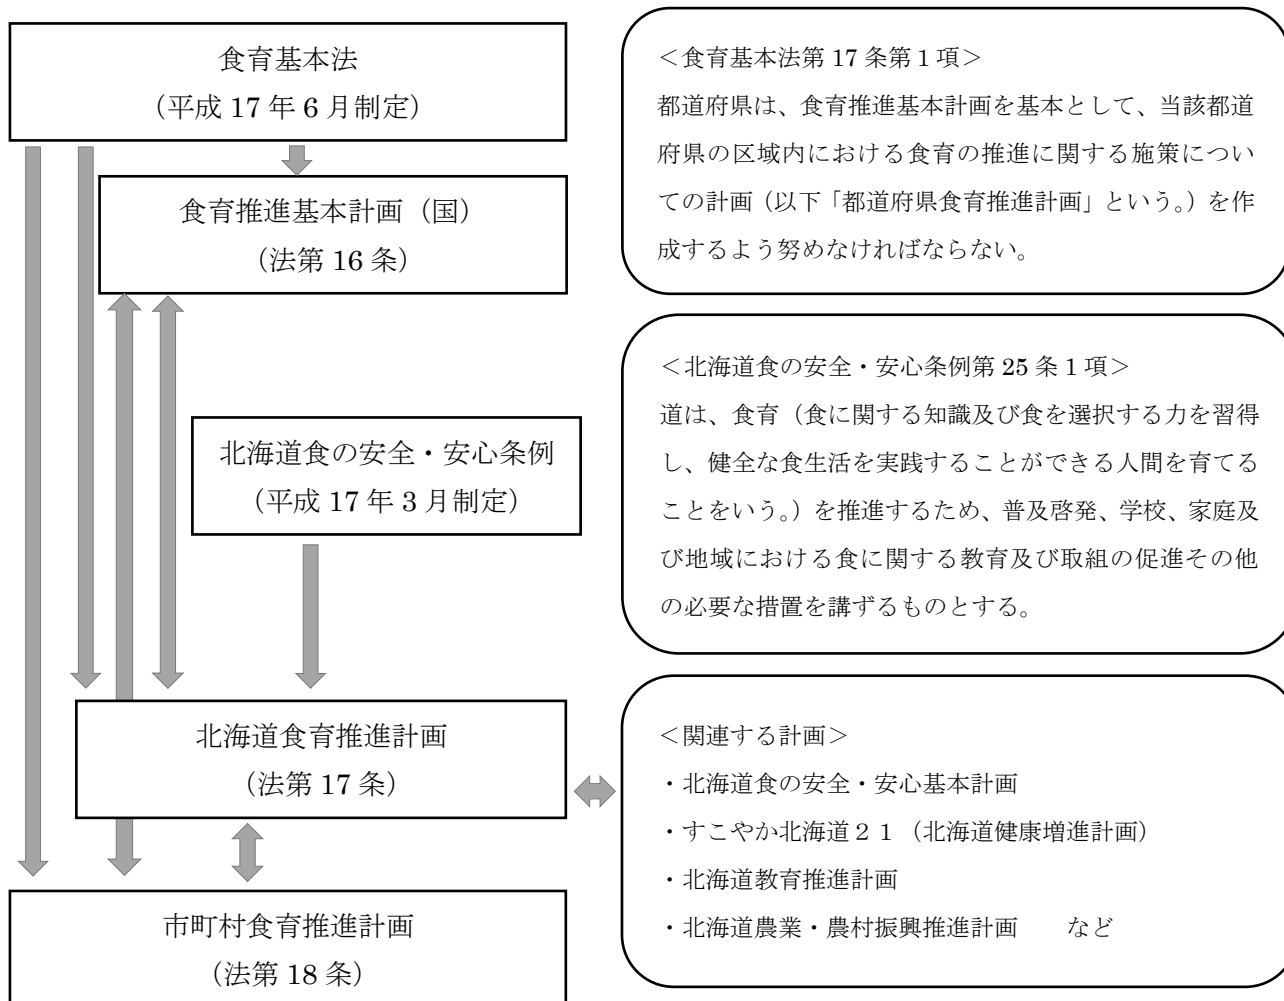 食育基本法
(平成 17 年 6 月制定)
食育推進基本計画(国)
(法第 16 条)
北海道食の安全・安心条例
(平成 17 年 3 月制定)
北海道食育推進計画
(法第 17 条)
市町村食育推進計画
(法第 18 条)
<食育基本法第 17 条第1項>
都道府県は、食育推進基本計画を基本として、当該都道
府県の区域内における食育の推進に関する施策につい
ての計画(以下「都道府県食育推進計画」という。)を作
成するよう努めなければならない。
<北海道食の安全・安心条例第 25 条 1 項>
道は、食育(食に関する知識及び食を選択する力を習得
し、健全な食生活を実践することができる人間を育てる
ことをいう。)を推進するため、普及啓発、学校、家庭及
び地域における食に関する教育及び取組の促進その他
の必要な措置を講ずるものとする。
<関連する計画>
・北海道食の安全・安心基本計画
・すこやか北海道21(北海道健康増進計画)
・北海道教育推進計画
・北海道農業・農村振興推進計画 など